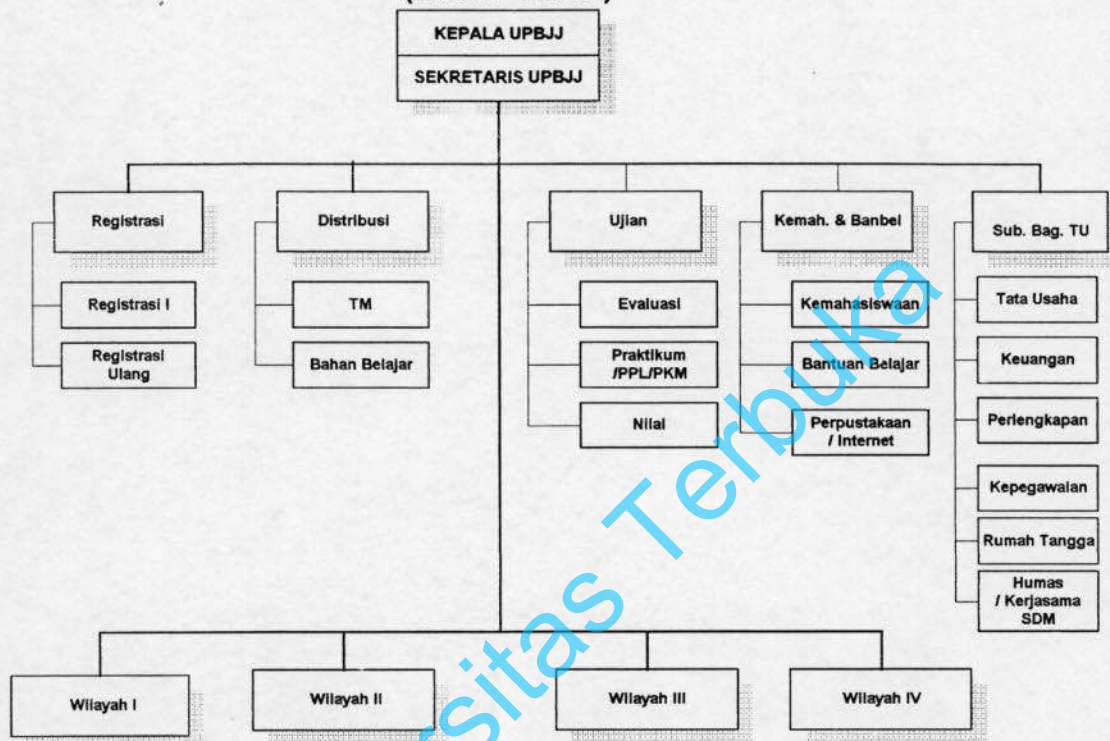 KEPALA UPBJJ
SEKRETARIS UPBJJ
Registrasi
Distribusi
Ujian
Kemah. & Banbel
Sub. Bag. TU
Registrasi I
Registrasi
Ulang
TM
Bahan Belajar
Evaluasi
Praktikum
/PPL/PKM
Nilai
Kemahasiswaan
Bantuan Belajar
Perpustakaan
/ Internet
Tata Usaha
Keuangan
Perlengkapan
Kepegawaian
Rumah Tangga
Humas
/ Kerjasama
SDM
Wilayah I
Wilayah II
Wilayah III
Wilayah IV
rsitas Terbuka